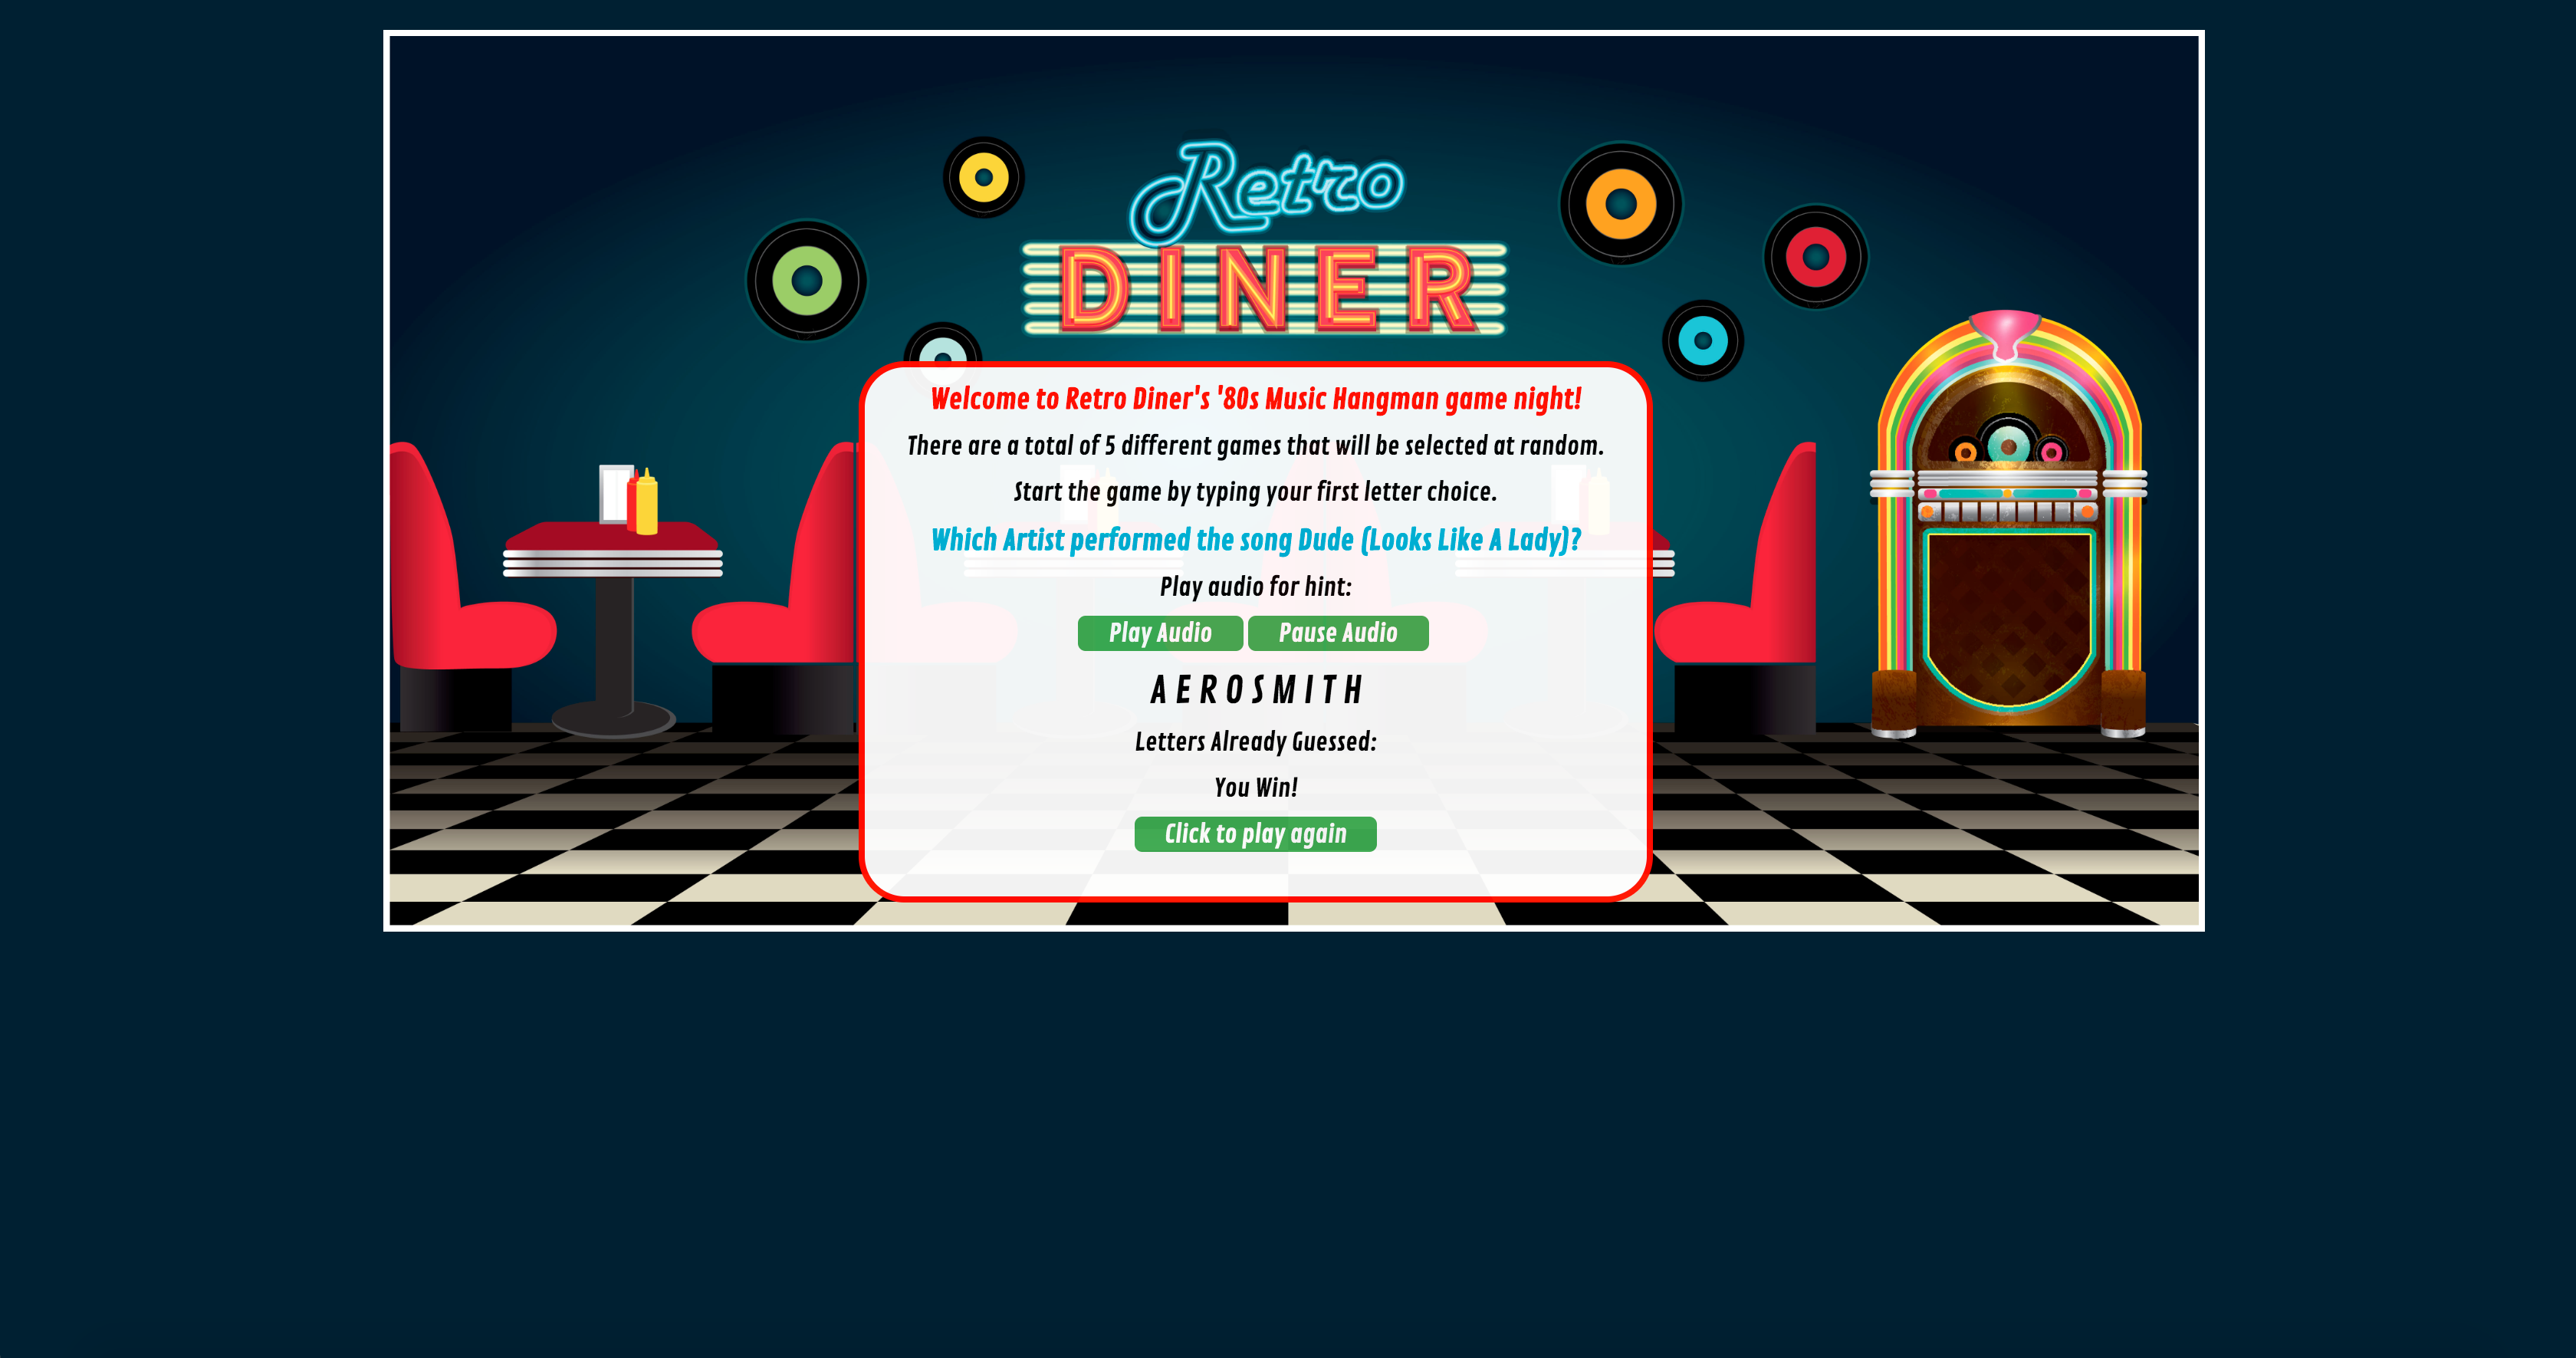 Retro
DINER
Welcome to Retro Diner's '80s Music Hangman game night!
There are a total of 5 different games that will be selected at random.
Start the game by typing your first letter choice.
Which Artist performed the song Dude (Looks Like A Lady)?
Play audio for hint:
Play Audio Pause Audio
A E R O S M I T H
Letters Already Guessed:
You Win!
Click to play again